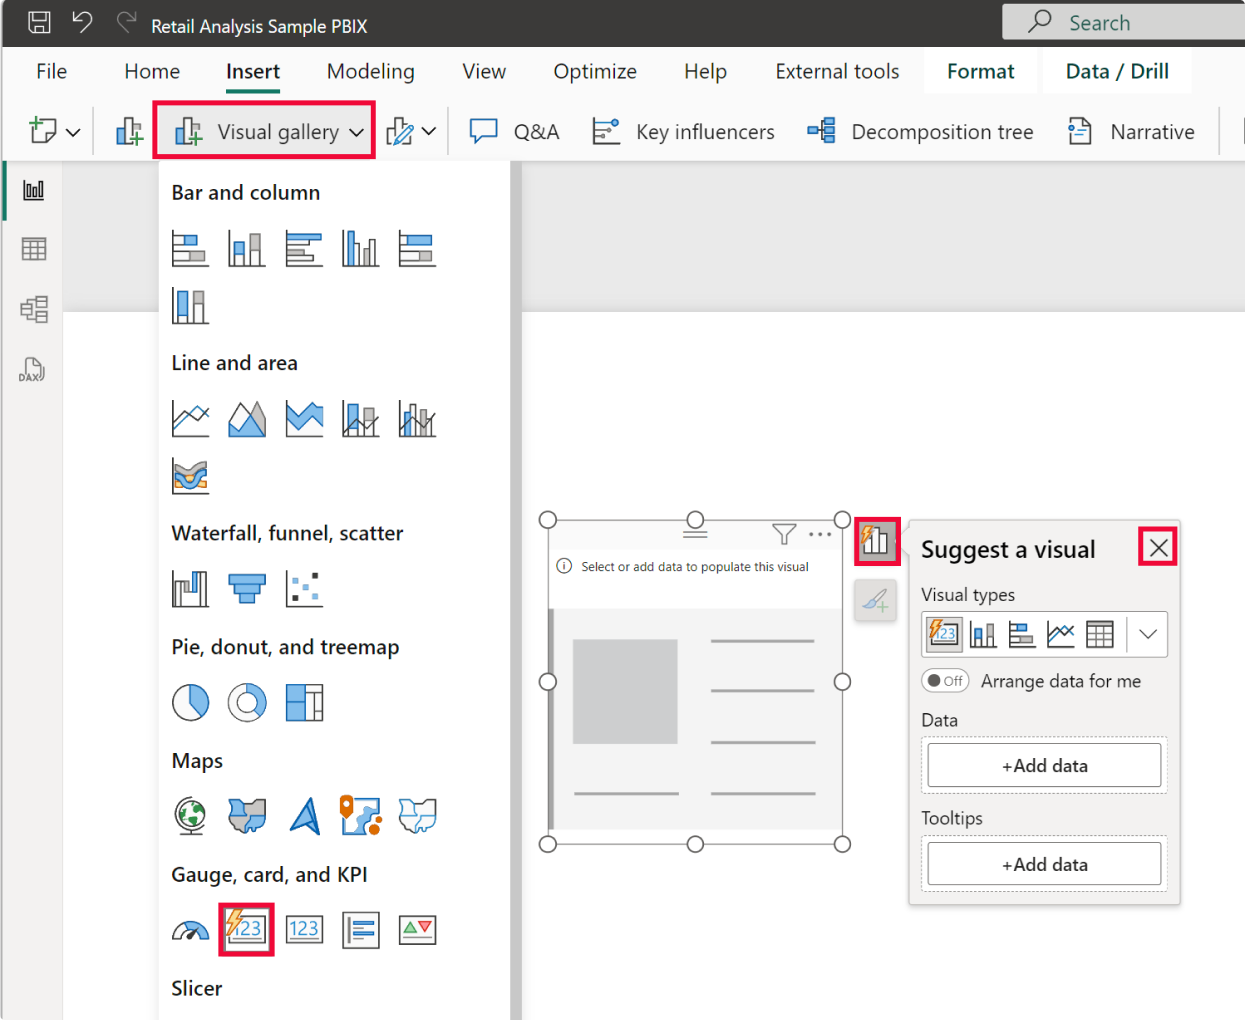 Retail Analysis Sample PBIX
Search
File Home Insert Modeling View Optimize Help External tools Format Data / Drill
Visual gallery Q&A Key influencers Decomposition tree Narrative
Bar and column
DAX
Line and area
Waterfall, funnel, scatter
Select or add data to populate this visual
Suggest a visual
Visual types
123
Off Arrange data for me
Data
+Add data
Tooltips
+Add data
Pie, donut, and treemap
Maps
Gauge, card, and KPI
123 123
Slicer